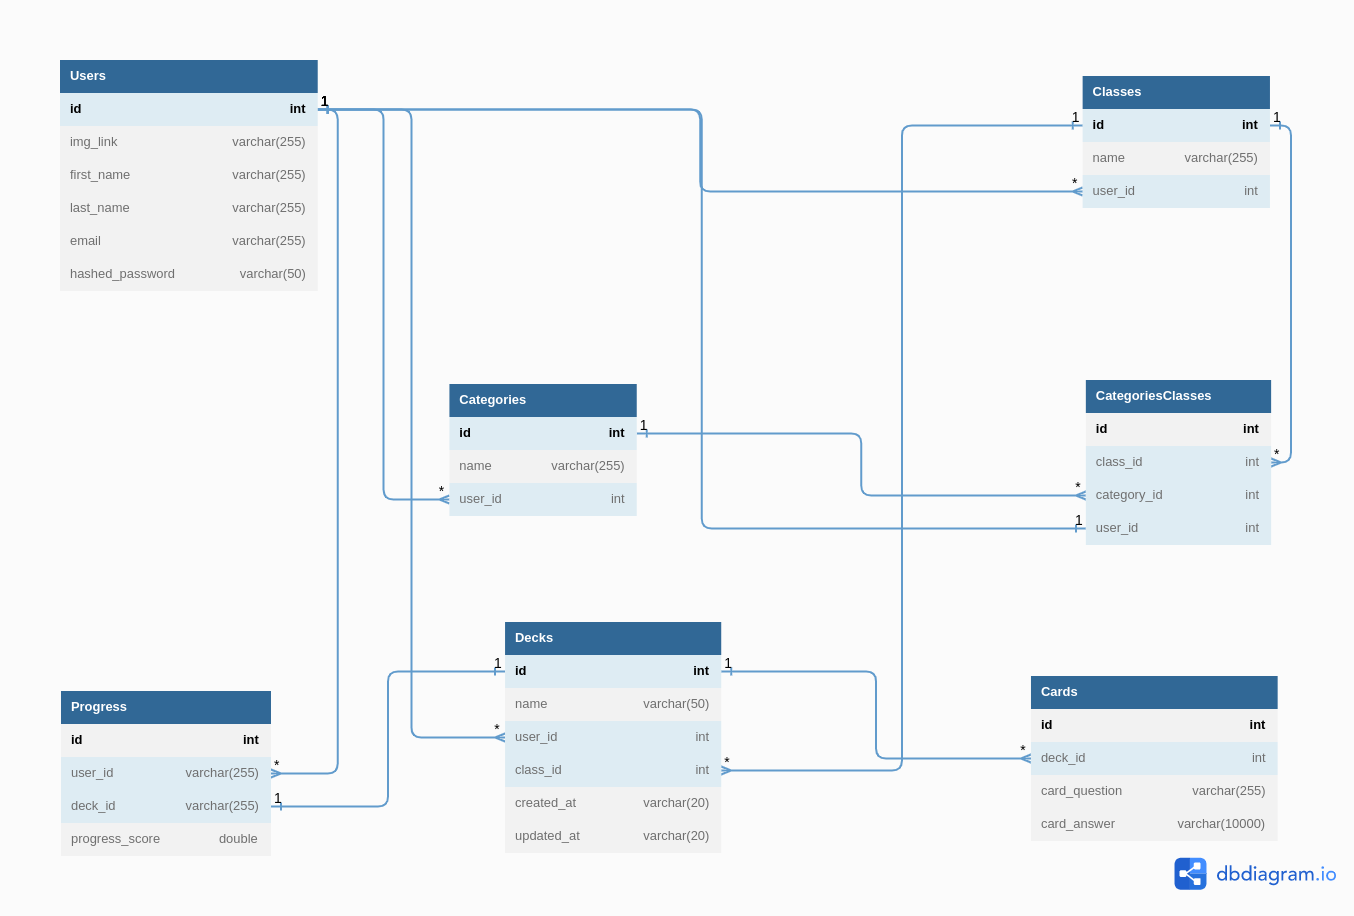 Users
id int
img_link varchar(255)
first_name varchar(255)
last_name varchar(255)
email varchar(255)
hashed_password varchar(50)
1
Classes
1 id int 1
name varchar(255)
* user_id int
Categories
id int 1
name varchar(255)
* user_id int
CategoriesClasses
id int
class_id int *
* category_id int
1 user_id int
Decks
1 id int 1
name varchar(50)
* user_id int
class_id int *
created_at varchar(20)
updated_at varchar(20)
Progress
id int
user_id varchar(255) *
deck_id varchar(255) 1
progress_score double
Cards
id int
* deck_id int
card_question varchar(255)
card_answer varchar(10000)
dbdiagram.io